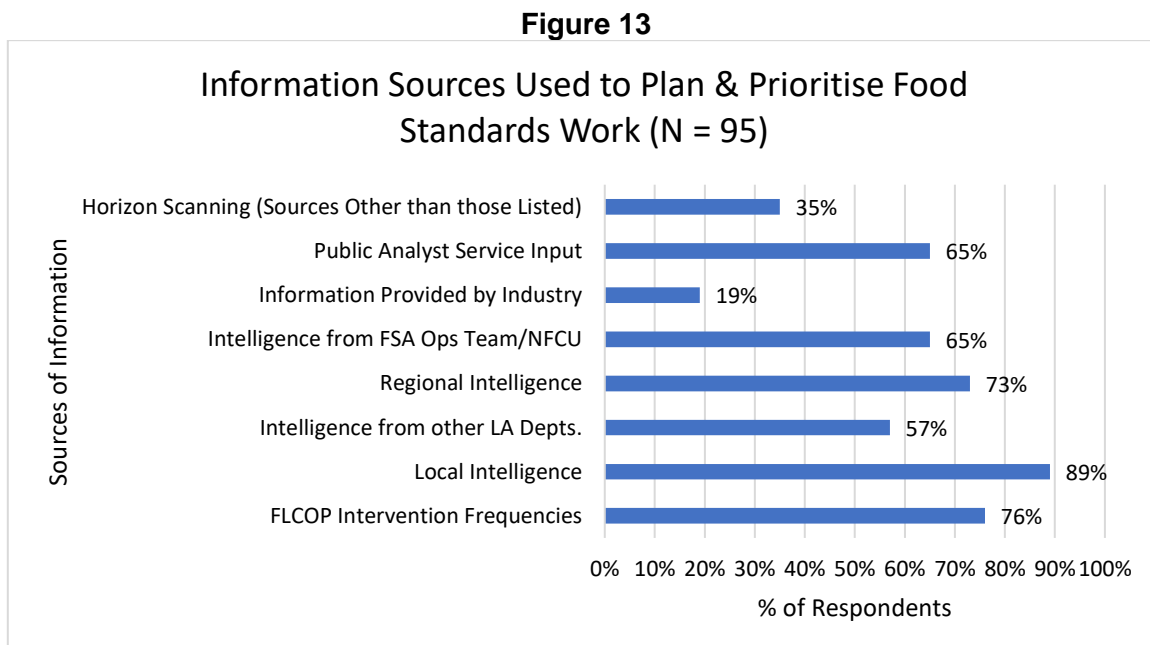 Figure 13
Information Sources Used to Plan & Prioritise Food
Standards Work (N = 95)
Sources of Information
Horizon Scanning (Sources Other than those Listed) 35%
Public Analyst Service Input 65%
Information Provided by Industry 19%
Intelligence from FSA Ops Team/NFCU 65%
Regional Intelligence 73%
Intelligence from other LA Depts. 57%
Local Intelligence 89%
FLCOP Intervention Frequencies 76%
0% 10% 20% 30% 40% 50% 60% 70% 80% 90% 100%
% of Respondents